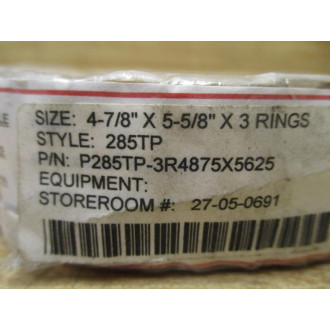 SIZE: 4-7/8" X 5-5/8" X 3 RINGS
STYLE: 285TP
P/N: P285TP-3R4875X5625
EQUIPMENT:
STOREROOM #: 27-05-0691